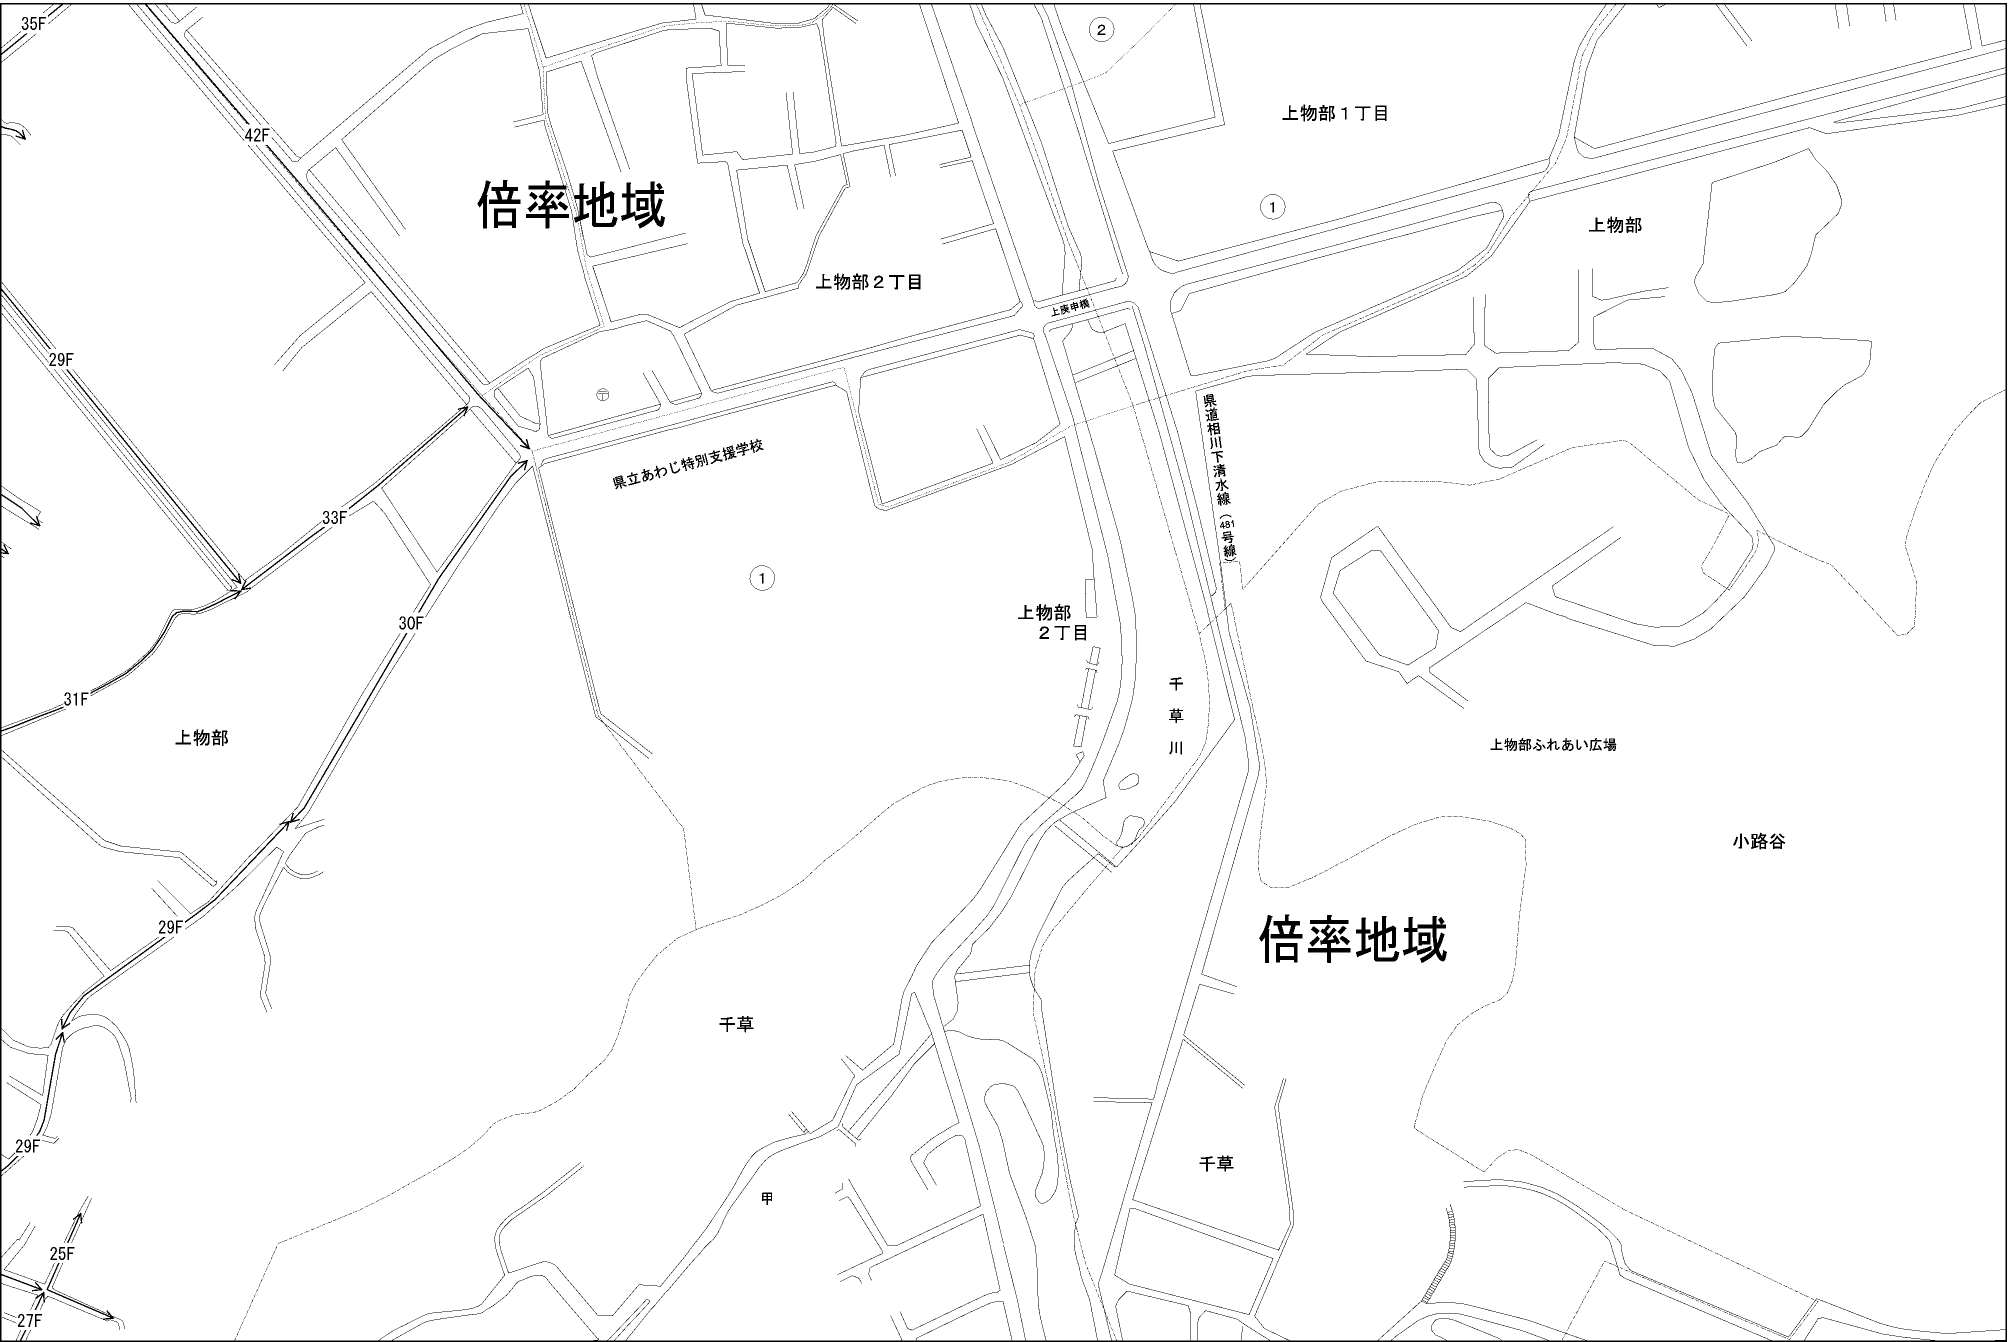 35F
②
42F
上物部１丁目
倍率地域
①
上物部
上物部２丁目
上庚申橋
29F
〒
県道相川下清水線（481号線）
県立あわじ特別支援学校
33F
①
上物部
２丁目
30F
千草川
31F
上物部
上物部ふれあい広場
小路谷
29F
倍率地域
千草
29F
千草
甲
25F
27F